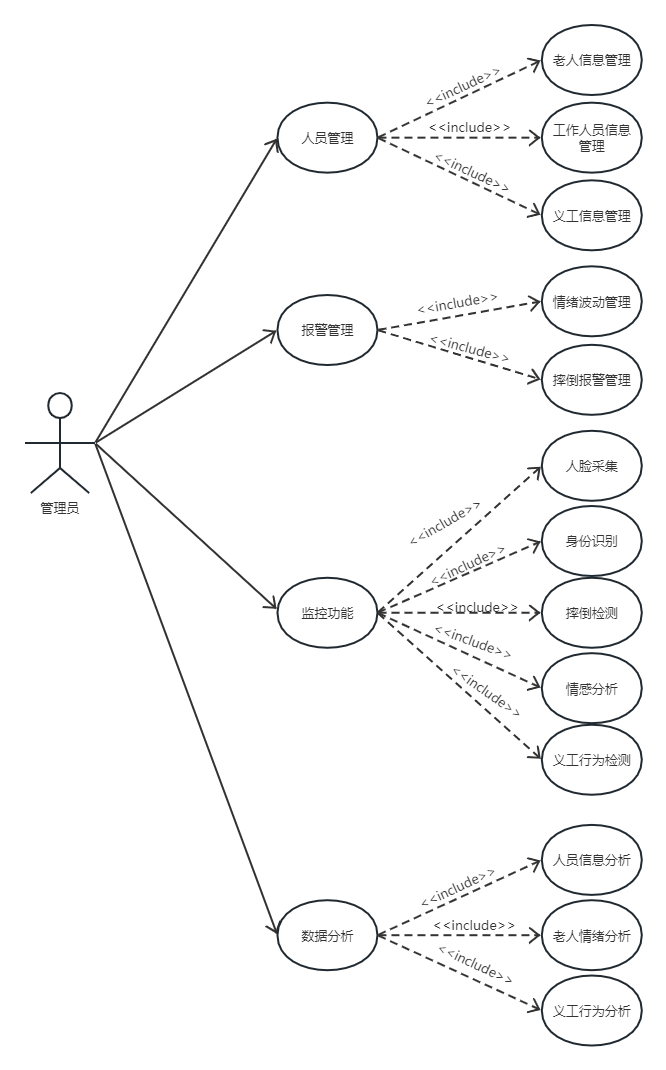 老人信息管理
<<include>>
人员管理
<<include>>
工作人员信息
管理
<<include>>
义工信息管理
情绪波动管理
<<include>>
报警管理
<<include>>
摔倒报警管理
管理员
人脸采集
<<include>>
身份识别
<<include>>
监控功能
<<include>>
摔倒检测
<<include>>
情感分析
<<include>>
义工行为检测
人员信息分析
<<include>>
数据分析
<<include>>
老人情绪分析
<<include>>
义工行为分析